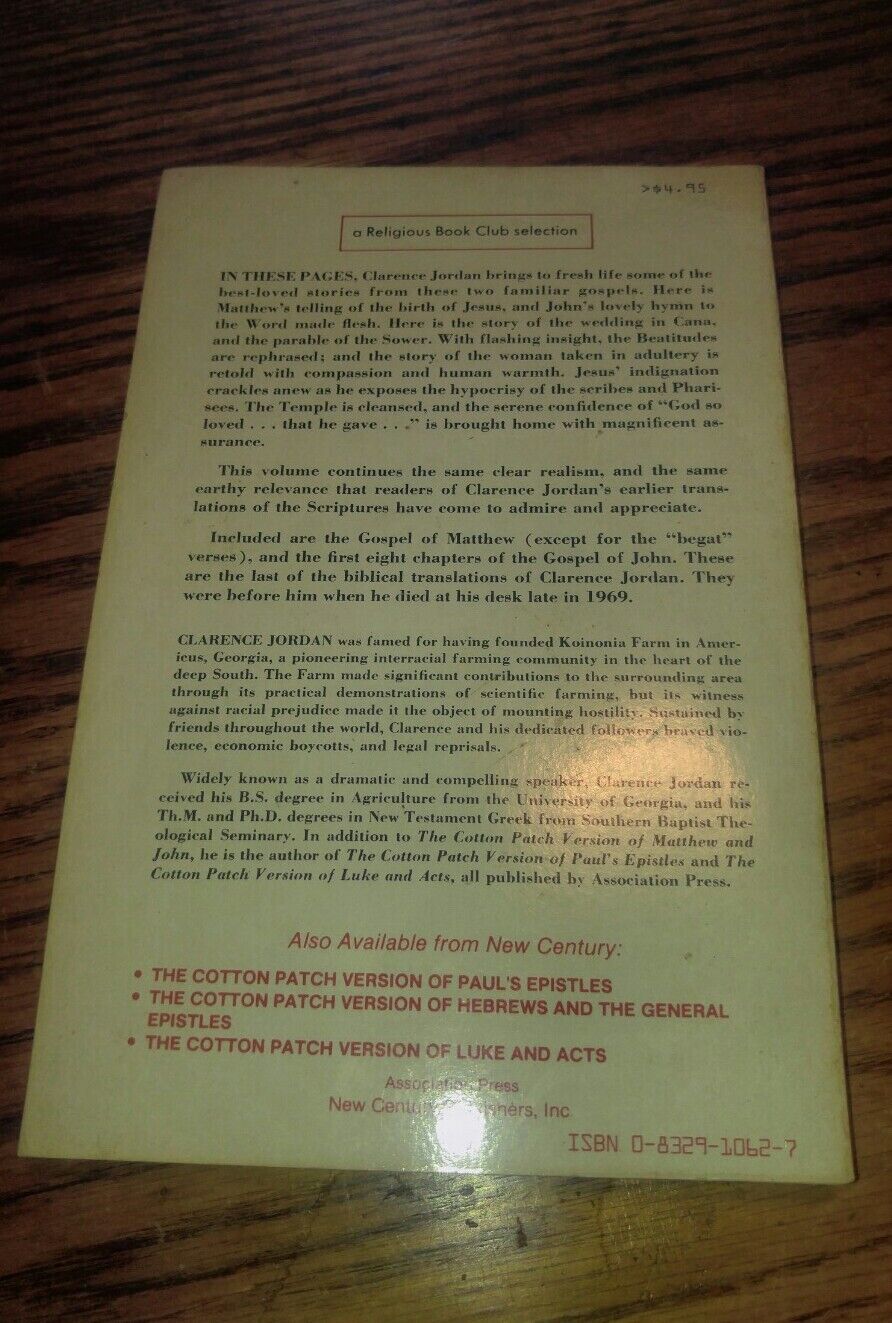 >$4.95
a Religious Book Club selection
IN THESE PAGES, Clarence Jordan brings to fresh life some of the
best-loved stories from these two familiar gospels. Here is
Matthew's telling of the birth of Jesus, and John's lovely hymn to
the Word made flesh. Here is the story of the wedding in Cana,
and the parable of the Sower. With flashing insight, the Beatitudes
are rephrased; and the story of the woman taken in adultery is
retold with compassion and human warmth. Jesus' indignation
crackles anew as he exposes the hypocrisy of the scribes and Phari-
sees. The Temple is cleansed, and the serene confidence of "God so
loved . . . that he gave . . ." is brought home with magnificent as-
surance.
This volume continues the same clear realism, and the same
earthy relevance that readers of Clarence Jordan's earlier trans-
lations of the Scriptures have come to admire and appreciate.
Included are the Gospel of Matthew (except for the "begat"
verses), and the first eight chapters of the Gospel of John. These
are the last of the biblical translations of Clarence Jordan. They
were before him when he died at his desk late in 1969.
CLARENCE JORDAN was famed for having founded Koinonia Farm in Amer-
icus, Georgia, a pioneering interracial farming community in the heart of the
deep South. The Farm made significant contributions to the surrounding area
through its practical demonstrations of scientific farming, but its witness
against racial prejudice made it the object of mounting hostility. Sustained by
friends throughout the world, Clarence and his dedicated followers braved vio-
lence, economic boycotts, and legal reprisals.
Widely known as a dramatic and compelling speaker, Clarence Jordan re-
ceived his B.S. degree in Agriculture from the University of Georgia, and his
Th.M. and Ph.D. degrees in New Testament Greek from Southern Baptist The-
ological Seminary. In addition to The Cotton Patch Version of Matthew and
John, he is the author of The Cotton Patch Version of Paul's Epistles and The
Cotton Patch Version of Luke and Acts, all published by Association Press.
Also Available from New Century:
• THE COTTON PATCH VERSION OF PAUL'S EPISTLES
• THE COTTON PATCH VERSION OF HEBREWS AND THE GENERAL
EPISTLES
• THE COTTON PATCH VERSION OF LUKE AND ACTS
Association Press
New Century Publishers, Inc
ISBN 0-8329-1062-7